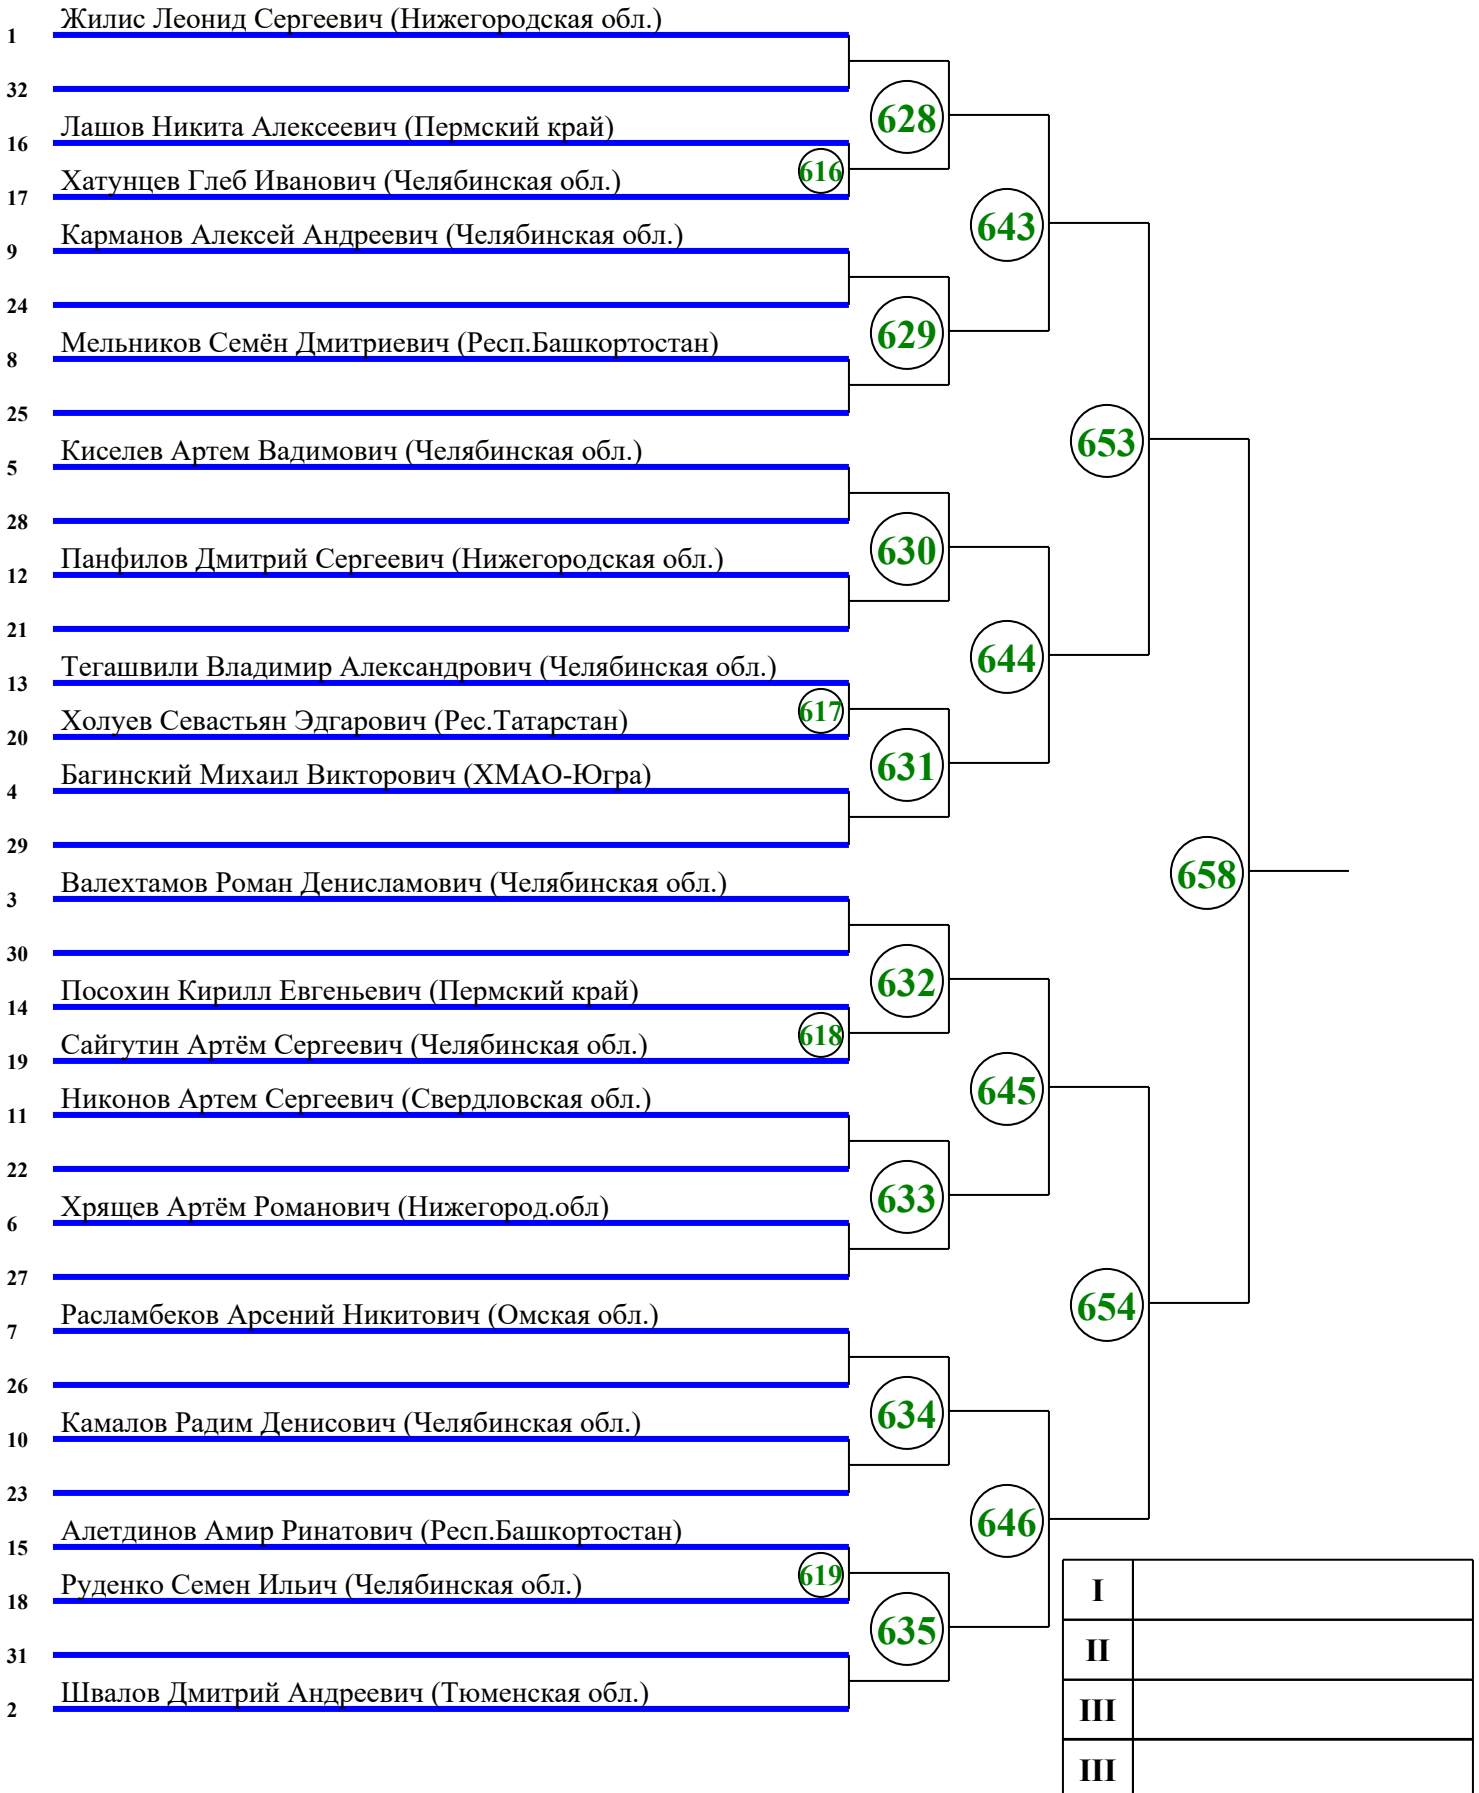 Жилис Леонид Сергеевич (Нижегородская обл.)
1
32
628
Лашов Никита Алексеевич (Пермский край)
16
616
Хатунцев Глеб Иванович (Челябинская обл.)
17
643
Карманов Алексей Андреевич (Челябинская обл.)
9
24
629
Мельников Семён Дмитриевич (Респ.Башкортостан)
8
25
653
Киселев Артем Вадимович (Челябинская обл.)
5
28
630
Панфилов Дмитрий Сергеевич (Нижегородская обл.)
12
21
644
Тегашвили Владимир Александрович (Челябинская обл.)
13
617
Холуев Севастьян Эдгарович (Рес.Татарстан)
20
631
Багинский Михаил Викторович (ХМАО-Югра)
4
29
658
Валехтамов Роман Денисламович (Челябинская обл.)
3
30
632
Посохин Кирилл Евгеньевич (Пермский край)
14
618
Сайгутин Артём Сергеевич (Челябинская обл.)
19
645
Никонов Артем Сергеевич (Свердловская обл.)
11
22
633
Хрящев Артём Романович (Нижегород.обл)
6
27
654
Расламбеков Арсений Никитович (Омская обл.)
7
26
634
Камалов Радим Денисович (Челябинская обл.)
10
23
646
Алетдинов Амир Ринатович (Респ.Башкортостан)
15
619
Руденко Семен Ильич (Челябинская обл.)
18
635
31
Швалов Дмитрий Андреевич (Тюменская обл.)
2
I
II
III
III